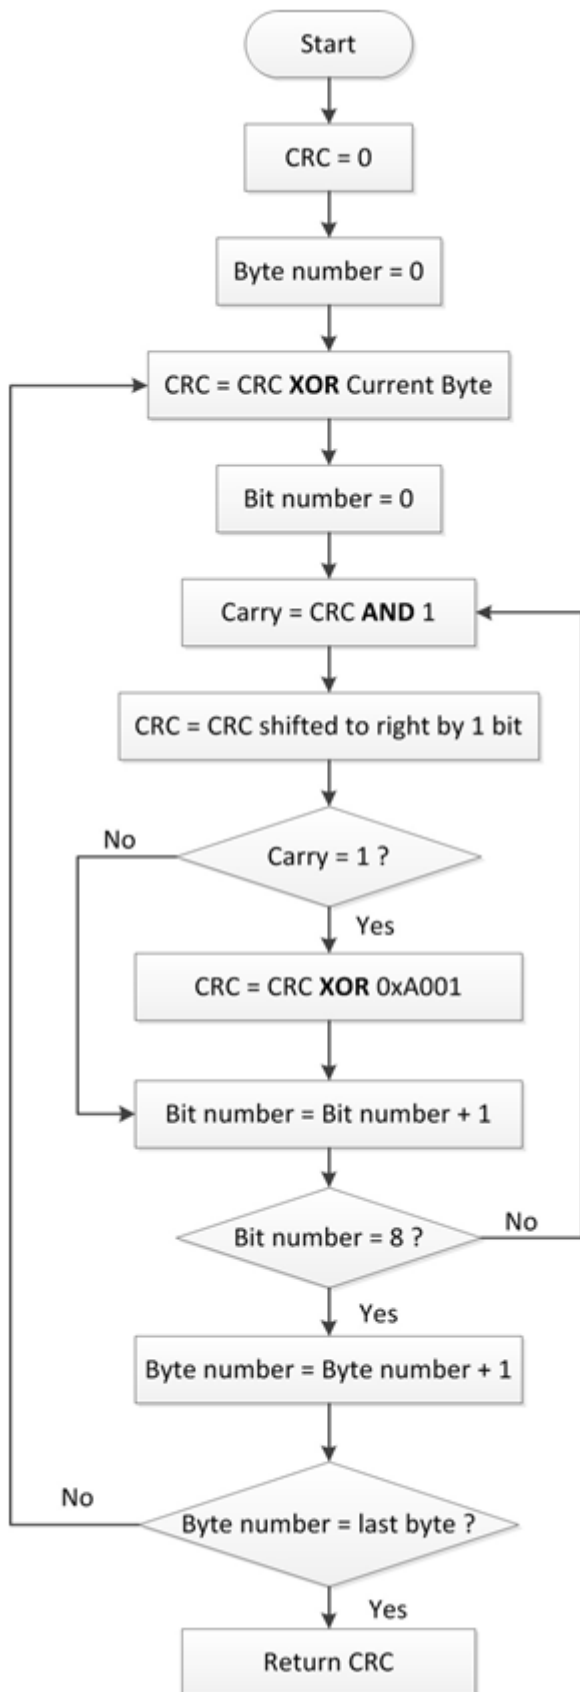 Start
CRC = 0
Byte number = 0
CRC = CRC XOR Current Byte
Bit number = 0
Carry = CRC AND 1
CRC = CRC shifted to right by 1 bit
No
Carry = 1 ?
Yes
CRC = CRC XOR 0xA001
Bit number = Bit number + 1
Bit number = 8 ?
No
Yes
Byte number = Byte number + 1
No
Byte number = last byte ?
Yes
Return CRC